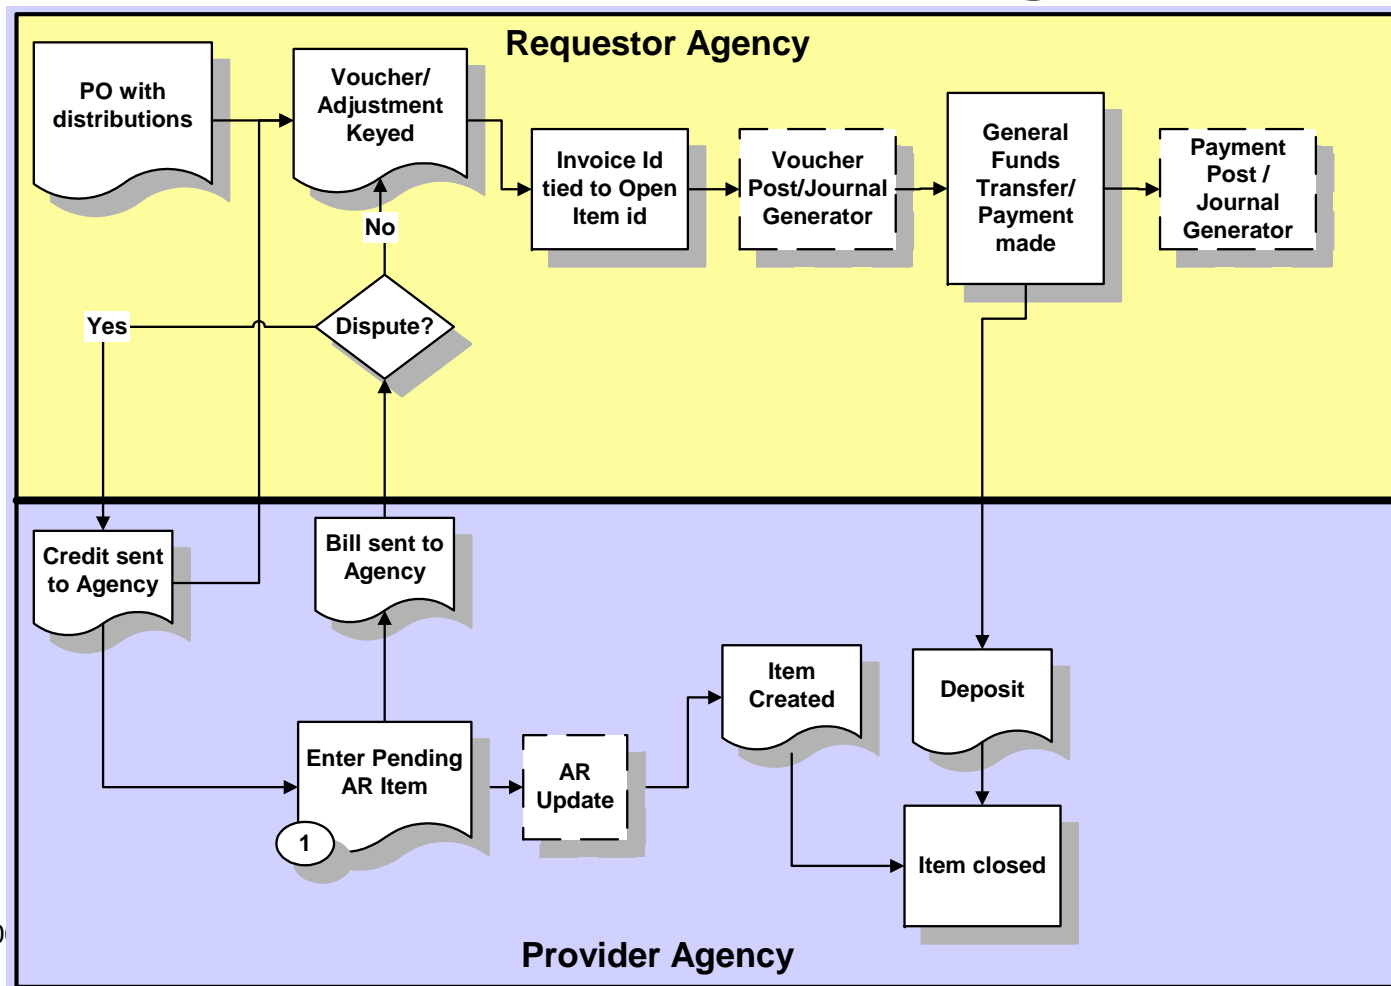 Requestor Agency
PO with
distributions
Voucher/
Adjustment
Keyed
Invoice Id
tied to Open
Item id
Voucher
Post/Journal
Generator
General
Funds
Transfer/
Payment
made
Payment
Post /
Journal
Generator
No
Yes
Dispute?
Credit sent
to Agency
Bill sent to
Agency
Item
Created
Deposit
Enter Pending
AR Item
1
AR
Update
Item closed
Provider Agency